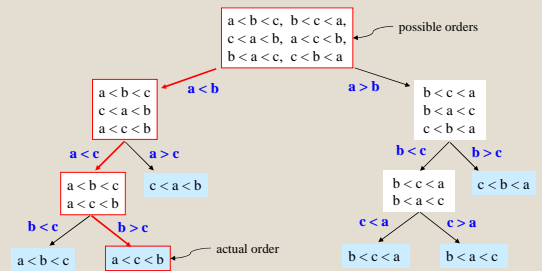 a < b < c, b < c < a,
c < a < b, a < c < b,
b < a < c, c < b < a
possible orders
a < b
a > b
a < b < c
c < a < b
a < c < b
b < c < a
b < a < c
c < b < a
a < c
a > c
b < c
b > c
a < b < c
a < c < b
c < a < b
b < c < a
b < a < c
c < b < a
b < c
b > c
c < a
c > a
a < b < c
a < c < b
actual order
b < c < a
b < a < c